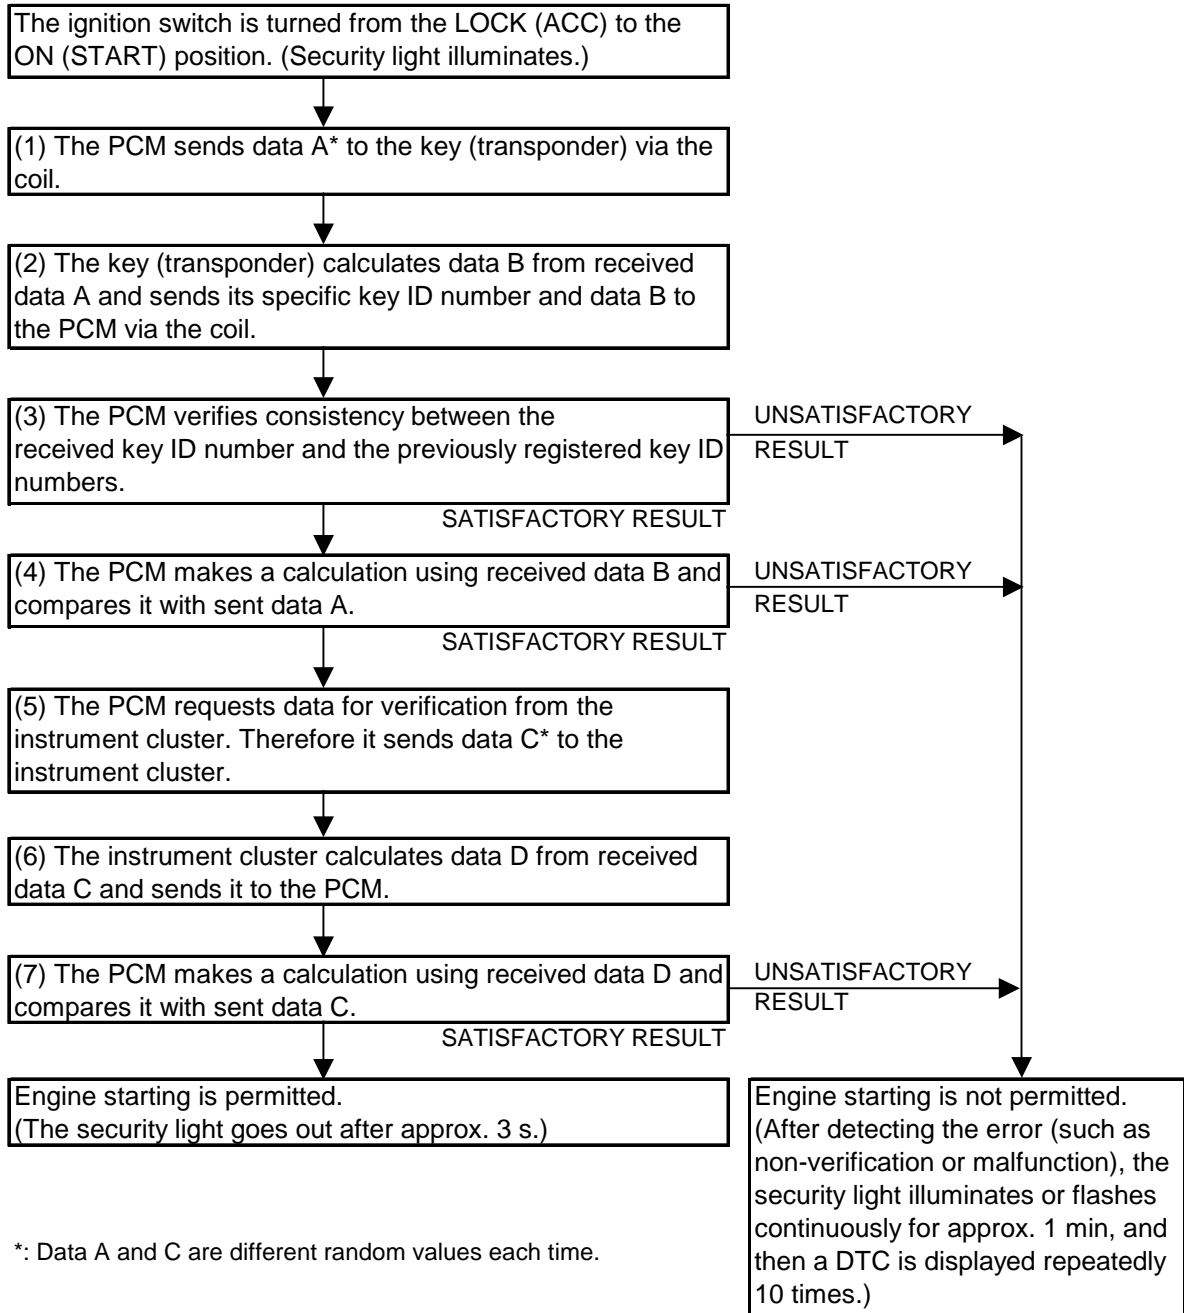 The ignition switch is turned from the LOCK (ACC) to the
ON (START) position. (Security light illuminates.)
(1) The PCM sends data A* to the key (transponder) via the
coil.
(2) The key (transponder) calculates data B from received
data A and sends its specific key ID number and data B to
the PCM via the coil.
(3) The PCM verifies consistency between the
received key ID number and the previously registered key ID
numbers.
UNSATISFACTORY
RESULT
SATISFACTORY RESULT
(4) The PCM makes a calculation using received data B and
compares it with sent data A.
UNSATISFACTORY
RESULT
SATISFACTORY RESULT
(5) The PCM requests data for verification from the
instrument cluster. Therefore it sends data C* to the
instrument cluster.
(6) The instrument cluster calculates data D from received
data C and sends it to the PCM.
(7) The PCM makes a calculation using received data D and
compares it with sent data C.
UNSATISFACTORY
RESULT
SATISFACTORY RESULT
Engine starting is permitted.
(The security light goes out after approx. 3 s.)
Engine starting is not permitted.
(After detecting the error (such as
non-verification or malfunction), the
security light illuminates or flashes
continuously for approx. 1 min, and
then a DTC is displayed repeatedly
10 times.)
*: Data A and C are different random values each time.